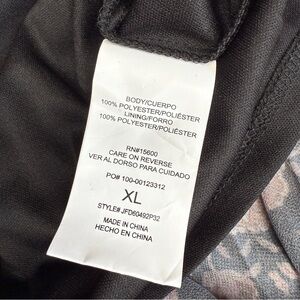 BODY/CUERPO
100% POLYESTER/POLIÉSTER
LINING/FORRO
100% POLYESTER/POLIÉSTER
RN#15600
CARE ON REVERSE
VER AL DORSO PARA CUIDADO
PO# 100-00123312
XL
STYLE# JFD60492P32
MADE IN CHINA
HECHO EN CHINA